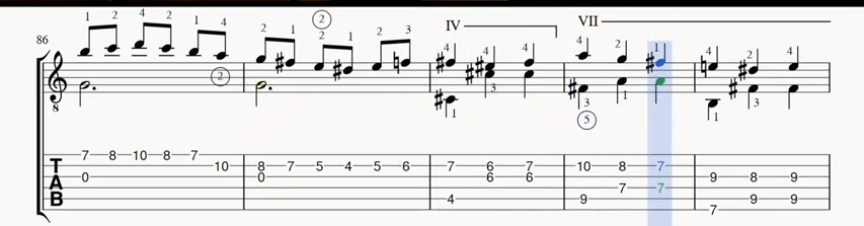 1 2 4 2 1 4 2 1 2 1 2 3
②
IV VII
86
4 4 4 4 2 1 4 2 4
②
3 3 1 3
1 1
⑤
8
7 8 10 8 7
10 8 7 5 4 5 6 7 6 7 10 8 7
0 0 6 6 9 8 9
7 7
4 9 9 9
7
T
A
B